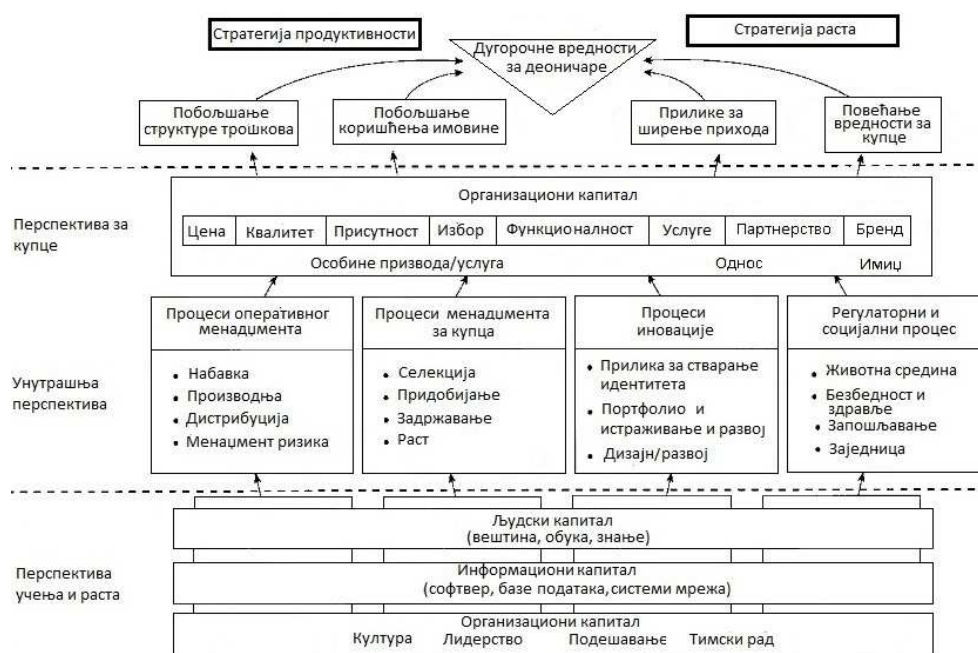 Стратегија продуктивности
Стратегија раста
Дугорочне вредности
за деоничаре
Побољшање
структуре трошкова
Побољшање
коришћења имовине
Прилике за
ширење прихода
Повећање
вредности за
купце
Перспектива за
купце
Организациони капитал
Цена Квалитет Присутност Избор Функционалност Услуге Партнерство Бренд
Особине призвода/услуга Однос Имиџ
Унутрашња
перспектива
Процеси оперативног
менаџмента
• Набавка
• Производња
• Дистрибуција
• Менаџмент ризика
Процеси менаџмента
за купца
• Селекција
• Придобијање
• Задржавање
• Раст
Процеси
иновације
• Прилика за стварање
идентитета
• Портфолио и
истраживање и развој
• Дизајн/развој
Регулаторни и
социјални процес
• Животна средина
• Безбедност и
здравље
• Запошљавање
• Заједница
Перспектива
учења и раста
Људски капитал
(вештина, обука, знање)
Информациони капитал
(софтвер, базе података, системи мрежа)
Организациони капитал
Култура Лидерство Подешавање Тимски рад